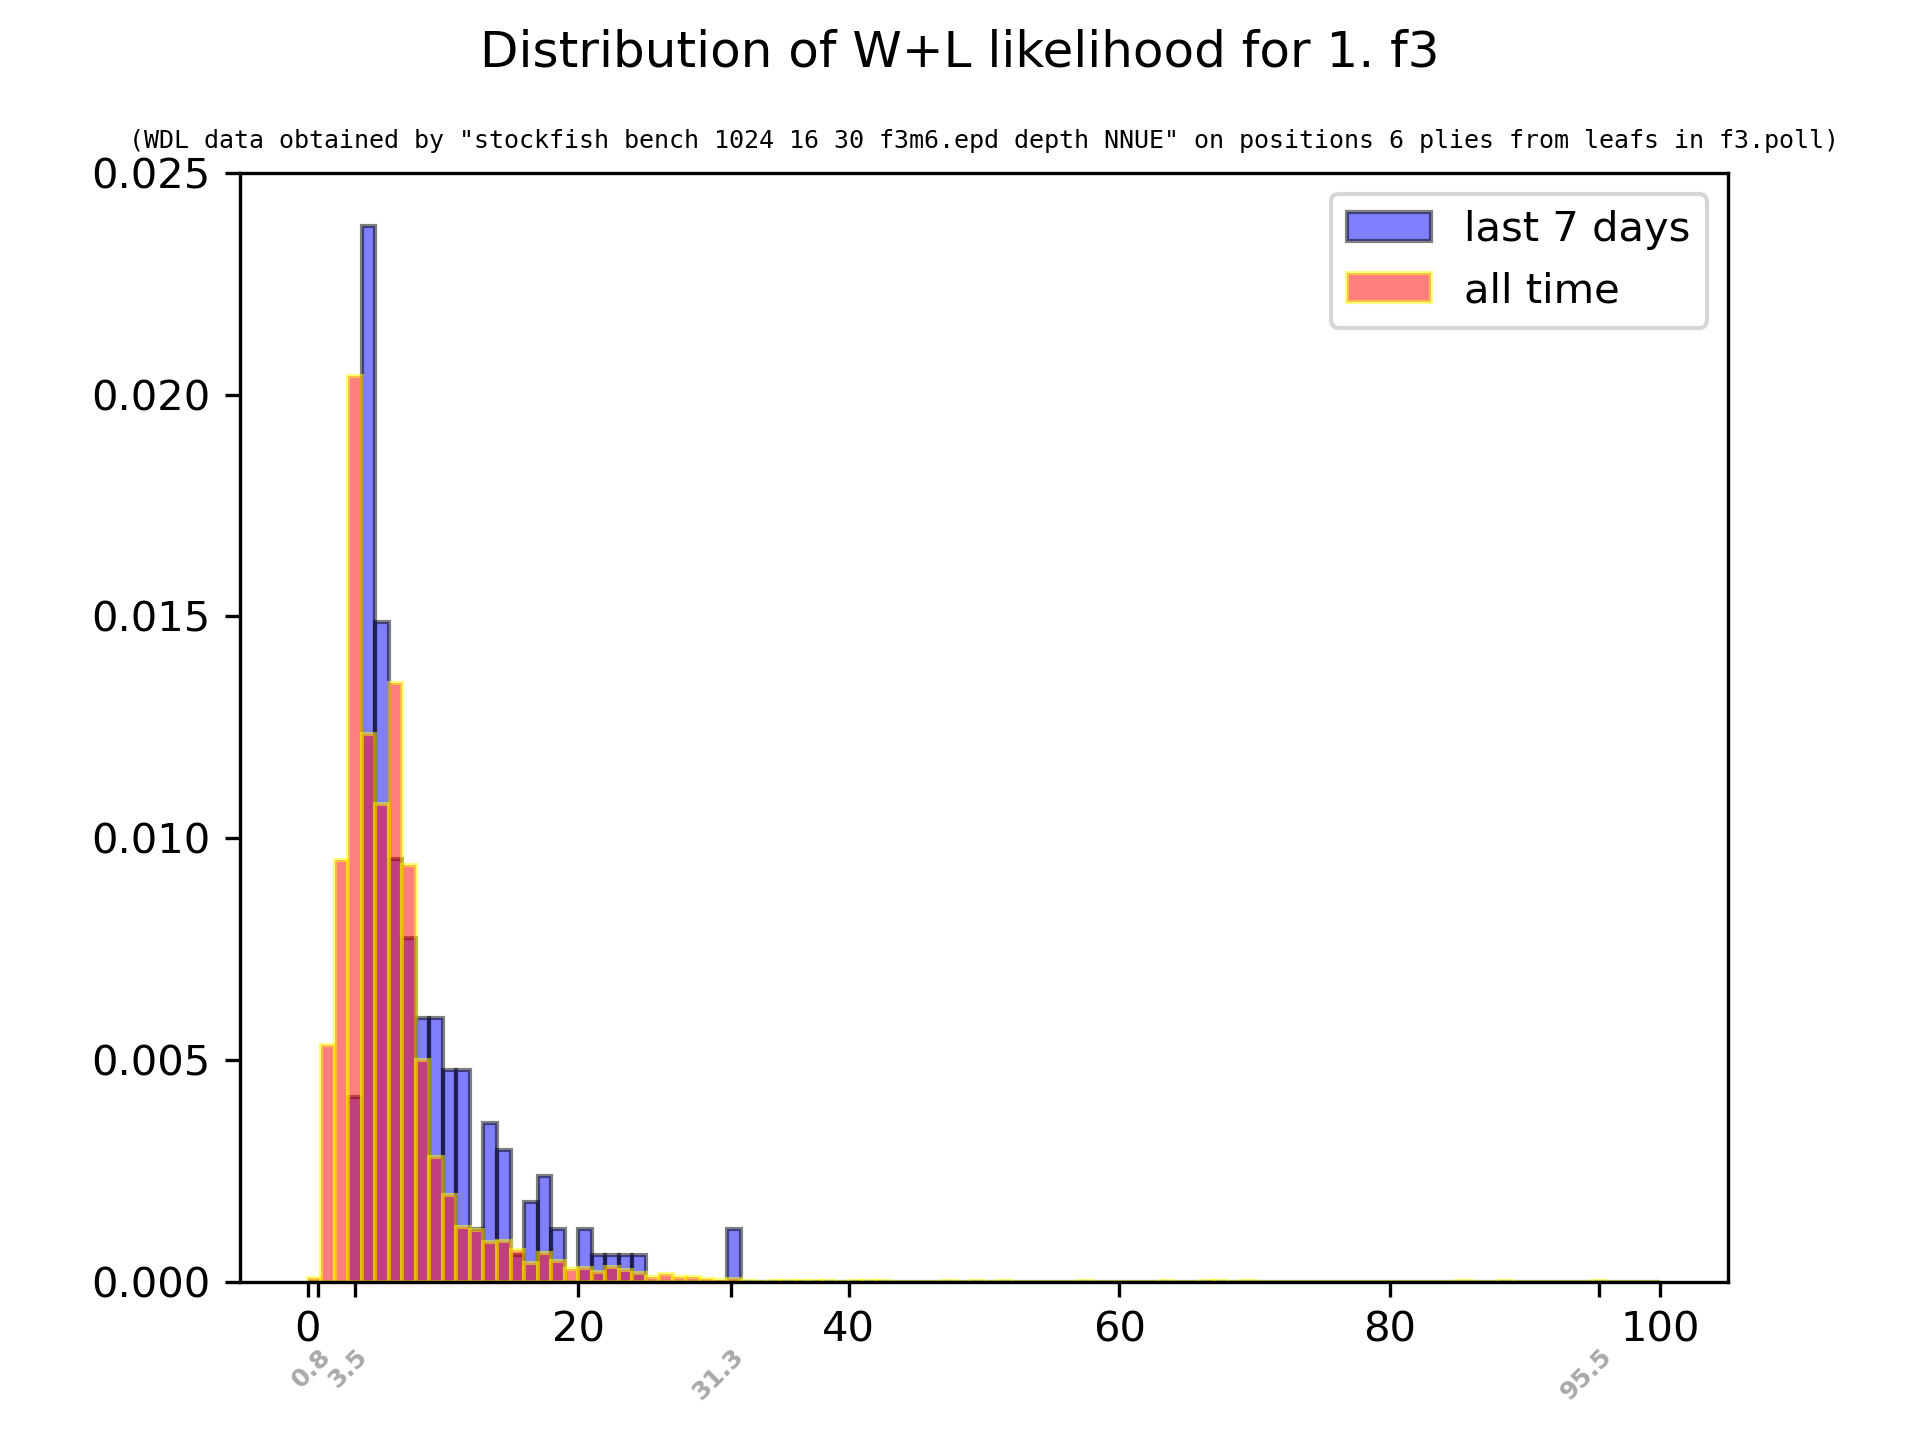 Distribution of W+L likelihood for 1. f3
(WDL data obtained by "stockfish bench 1024 16 30 f3m6.epd depth NNUE" on positions 6 plies from leafs in f3.poll)
last 7 days
all time
0.025
0.020
0.015
0.010
0.005
0.000
0 20 40 60 80 100
0.8 3.5 31.3 95.5